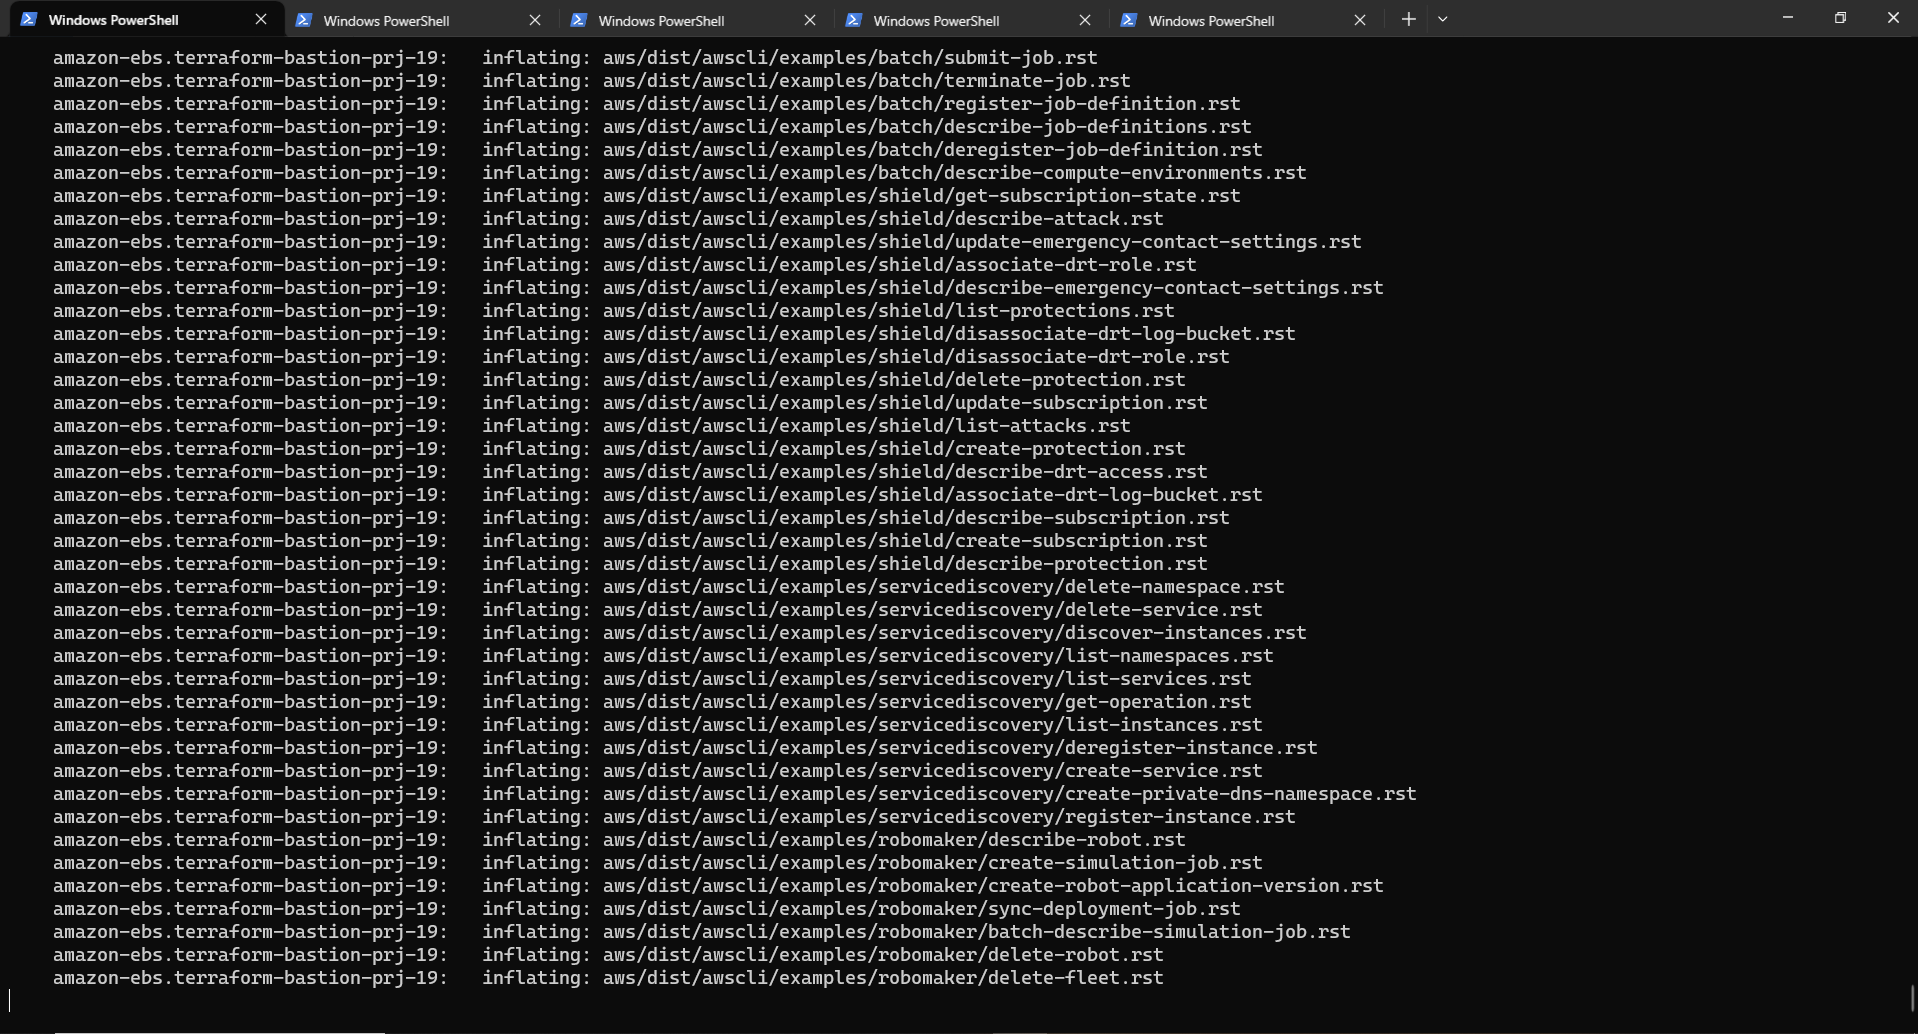 Windows PowerShell
Windows PowerShell
Windows PowerShell
Windows PowerShell
Windows PowerShell
amazon-ebs.terraform-bastion-prj-19:   inflating: aws/dist/awscli/examples/batch/submit-job.rst
amazon-ebs.terraform-bastion-prj-19:   inflating: aws/dist/awscli/examples/batch/terminate-job.rst
amazon-ebs.terraform-bastion-prj-19:   inflating: aws/dist/awscli/examples/batch/register-job-definition.rst
amazon-ebs.terraform-bastion-prj-19:   inflating: aws/dist/awscli/examples/batch/describe-job-definitions.rst
amazon-ebs.terraform-bastion-prj-19:   inflating: aws/dist/awscli/examples/batch/deregister-job-definition.rst
amazon-ebs.terraform-bastion-prj-19:   inflating: aws/dist/awscli/examples/batch/describe-compute-environments.rst
amazon-ebs.terraform-bastion-prj-19:   inflating: aws/dist/awscli/examples/shield/get-subscription-state.rst
amazon-ebs.terraform-bastion-prj-19:   inflating: aws/dist/awscli/examples/shield/describe-attack.rst
amazon-ebs.terraform-bastion-prj-19:   inflating: aws/dist/awscli/examples/shield/update-emergency-contact-settings.rst
amazon-ebs.terraform-bastion-prj-19:   inflating: aws/dist/awscli/examples/shield/associate-drt-role.rst
amazon-ebs.terraform-bastion-prj-19:   inflating: aws/dist/awscli/examples/shield/describe-emergency-contact-settings.rst
amazon-ebs.terraform-bastion-prj-19:   inflating: aws/dist/awscli/examples/shield/list-protections.rst
amazon-ebs.terraform-bastion-prj-19:   inflating: aws/dist/awscli/examples/shield/disassociate-drt-log-bucket.rst
amazon-ebs.terraform-bastion-prj-19:   inflating: aws/dist/awscli/examples/shield/disassociate-drt-role.rst
amazon-ebs.terraform-bastion-prj-19:   inflating: aws/dist/awscli/examples/shield/delete-protection.rst
amazon-ebs.terraform-bastion-prj-19:   inflating: aws/dist/awscli/examples/shield/update-subscription.rst
amazon-ebs.terraform-bastion-prj-19:   inflating: aws/dist/awscli/examples/shield/list-attacks.rst
amazon-ebs.terraform-bastion-prj-19:   inflating: aws/dist/awscli/examples/shield/create-protection.rst
amazon-ebs.terraform-bastion-prj-19:   inflating: aws/dist/awscli/examples/shield/describe-drt-access.rst
amazon-ebs.terraform-bastion-prj-19:   inflating: aws/dist/awscli/examples/shield/associate-drt-log-bucket.rst
amazon-ebs.terraform-bastion-prj-19:   inflating: aws/dist/awscli/examples/shield/describe-subscription.rst
amazon-ebs.terraform-bastion-prj-19:   inflating: aws/dist/awscli/examples/shield/create-subscription.rst
amazon-ebs.terraform-bastion-prj-19:   inflating: aws/dist/awscli/examples/shield/describe-protection.rst
amazon-ebs.terraform-bastion-prj-19:   inflating: aws/dist/awscli/examples/servicediscovery/delete-namespace.rst
amazon-ebs.terraform-bastion-prj-19:   inflating: aws/dist/awscli/examples/servicediscovery/delete-service.rst
amazon-ebs.terraform-bastion-prj-19:   inflating: aws/dist/awscli/examples/servicediscovery/discover-instances.rst
amazon-ebs.terraform-bastion-prj-19:   inflating: aws/dist/awscli/examples/servicediscovery/list-namespaces.rst
amazon-ebs.terraform-bastion-prj-19:   inflating: aws/dist/awscli/examples/servicediscovery/list-services.rst
amazon-ebs.terraform-bastion-prj-19:   inflating: aws/dist/awscli/examples/servicediscovery/get-operation.rst
amazon-ebs.terraform-bastion-prj-19:   inflating: aws/dist/awscli/examples/servicediscovery/list-instances.rst
amazon-ebs.terraform-bastion-prj-19:   inflating: aws/dist/awscli/examples/servicediscovery/deregister-instance.rst
amazon-ebs.terraform-bastion-prj-19:   inflating: aws/dist/awscli/examples/servicediscovery/create-service.rst
amazon-ebs.terraform-bastion-prj-19:   inflating: aws/dist/awscli/examples/servicediscovery/create-private-dns-namespace.rst
amazon-ebs.terraform-bastion-prj-19:   inflating: aws/dist/awscli/examples/servicediscovery/register-instance.rst
amazon-ebs.terraform-bastion-prj-19:   inflating: aws/dist/awscli/examples/robomaker/describe-robot.rst
amazon-ebs.terraform-bastion-prj-19:   inflating: aws/dist/awscli/examples/robomaker/create-simulation-job.rst
amazon-ebs.terraform-bastion-prj-19:   inflating: aws/dist/awscli/examples/robomaker/create-robot-application-version.rst
amazon-ebs.terraform-bastion-prj-19:   inflating: aws/dist/awscli/examples/robomaker/sync-deployment-job.rst
amazon-ebs.terraform-bastion-prj-19:   inflating: aws/dist/awscli/examples/robomaker/batch-describe-simulation-job.rst
amazon-ebs.terraform-bastion-prj-19:   inflating: aws/dist/awscli/examples/robomaker/delete-robot.rst
amazon-ebs.terraform-bastion-prj-19:   inflating: aws/dist/awscli/examples/robomaker/delete-fleet.rst